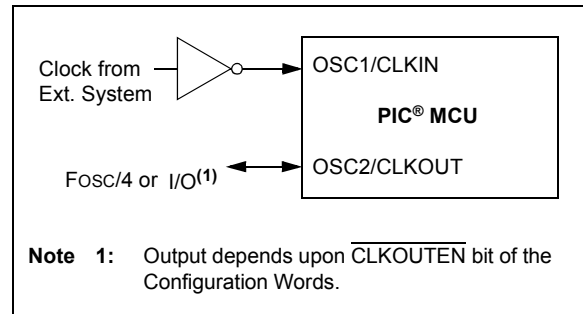 Clock from
Ext. System
OSC1/CLKIN
PIC® MCU
FOSC/4 or I/O(1)
OSC2/CLKOUT
Note 1: Output depends upon CLKOUTEN bit of the
Configuration Words.